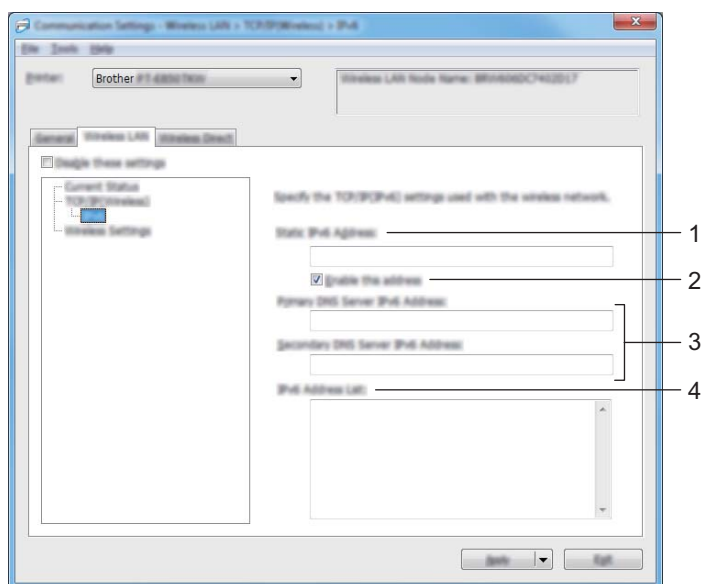 Communication Settings - Wireless LAN > TCP/IP(Wireless) > IPv6
File Tools Help
Printer:
Brother
Wireless LAN Node Name:
General Wireless LAN Wireless Direct
Disable these settings
Current Status
TCP/IP(Wireless)
IPv6
Wireless Settings
Specify the TCP/IP(IPv6) settings used with the wireless network.
Static IPv6 Address: 1
Enable this address 2
Primary DNS Server IPv6 Address:
3
Secondary DNS Server IPv6 Address:
IPv6 Address List: 4
Apply Exit